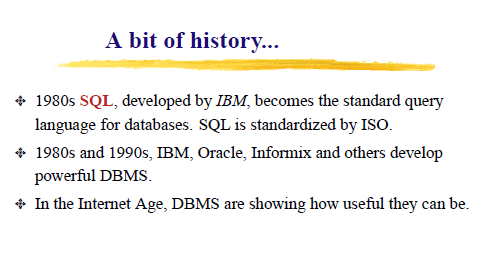 A bit of history...
1980s SQL, developed by IBM, becomes the standard query
language for databases. SQL is standardized by ISO.
1980s and 1990s, IBM, Oracle, Informix and others develop
powerful DBMS.
In the Internet Age, DBMS are showing how useful they can be.